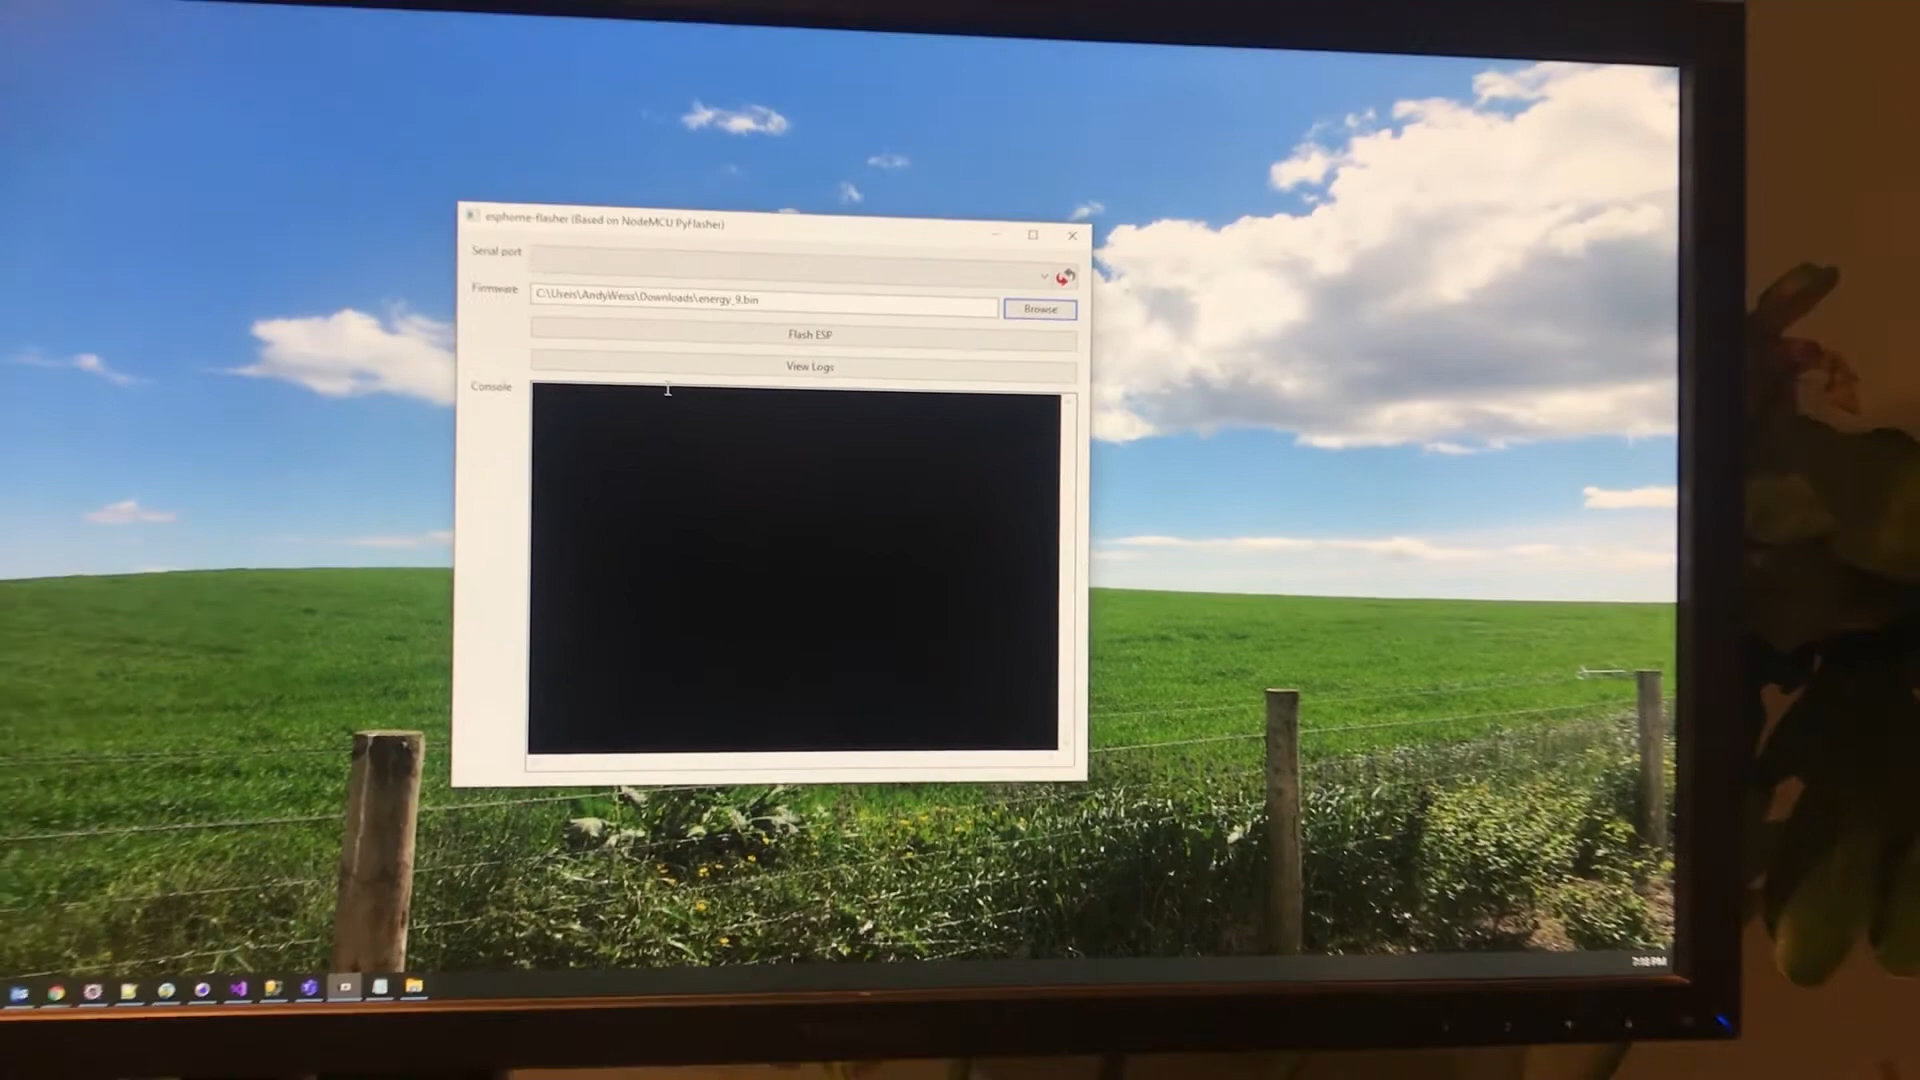 esphome-flasher (Based on NodeMCU PyFlasher)
Serial port
Firmware
C:\Users\AndyWeiss\Downloads\energy_9.bin
Browse
Flash ESP
View Logs
Console